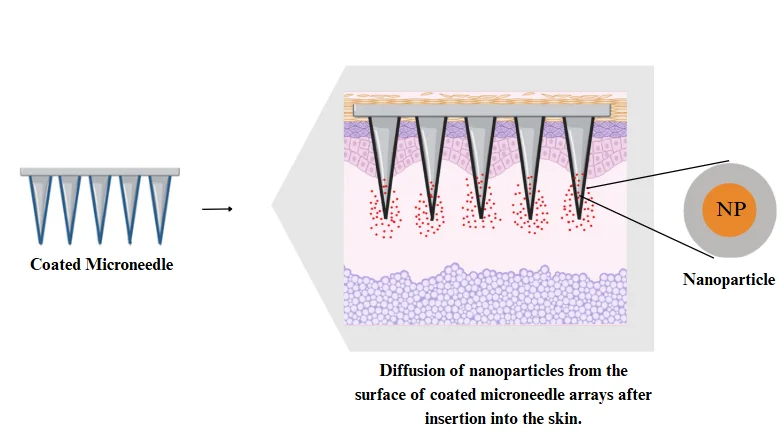 Coated Microneedle
NP
Nanoparticle
Diffusion of nanoparticles from the
surface of coated microneedle arrays after
insertion into the skin.